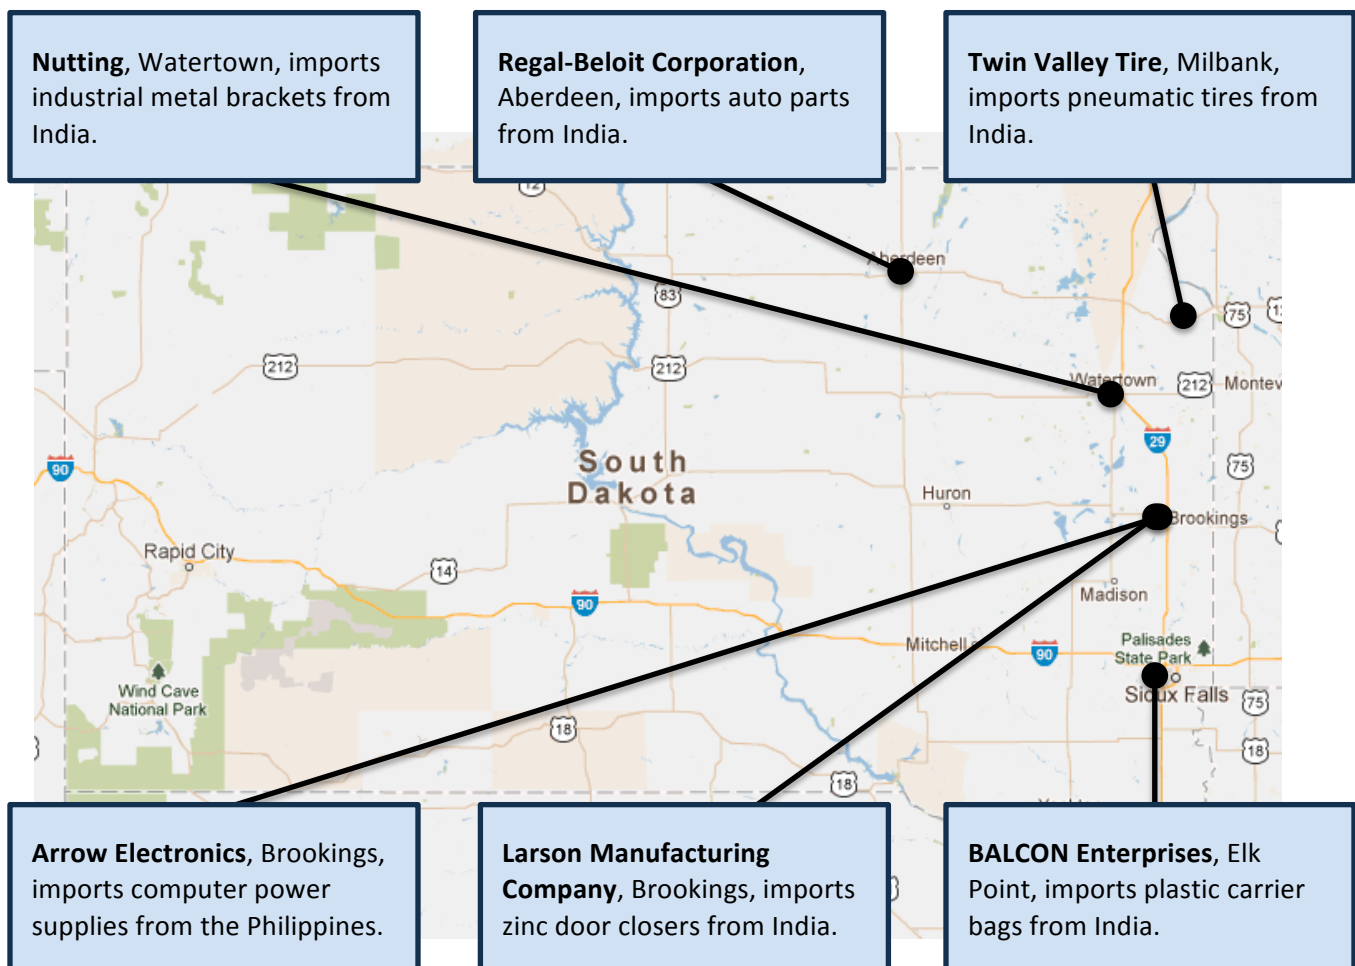 Nutting, Watertown, imports
industrial metal brackets from
India.
Regal-Beloit Corporation,
Aberdeen, imports auto parts
from India.
Twin Valley Tire, Milbank,
imports pneumatic tires from
India.
12
Aberdeen
83
75
212
212
Watertown
212
29
South
Dakota
90
75
Huron
Brookings
Rapid City
14
Madison
90
Mitchell
90
Palisades
State Park
Sioux Falls
Wind Cave
National Park
75
18
18
18
Arrow Electronics, Brookings,
imports computer power
supplies from the Philippines.
Larson Manufacturing
Company, Brookings, imports
zinc door closers from India.
BALCON Enterprises, Elk
Point, imports plastic carrier
bags from India.